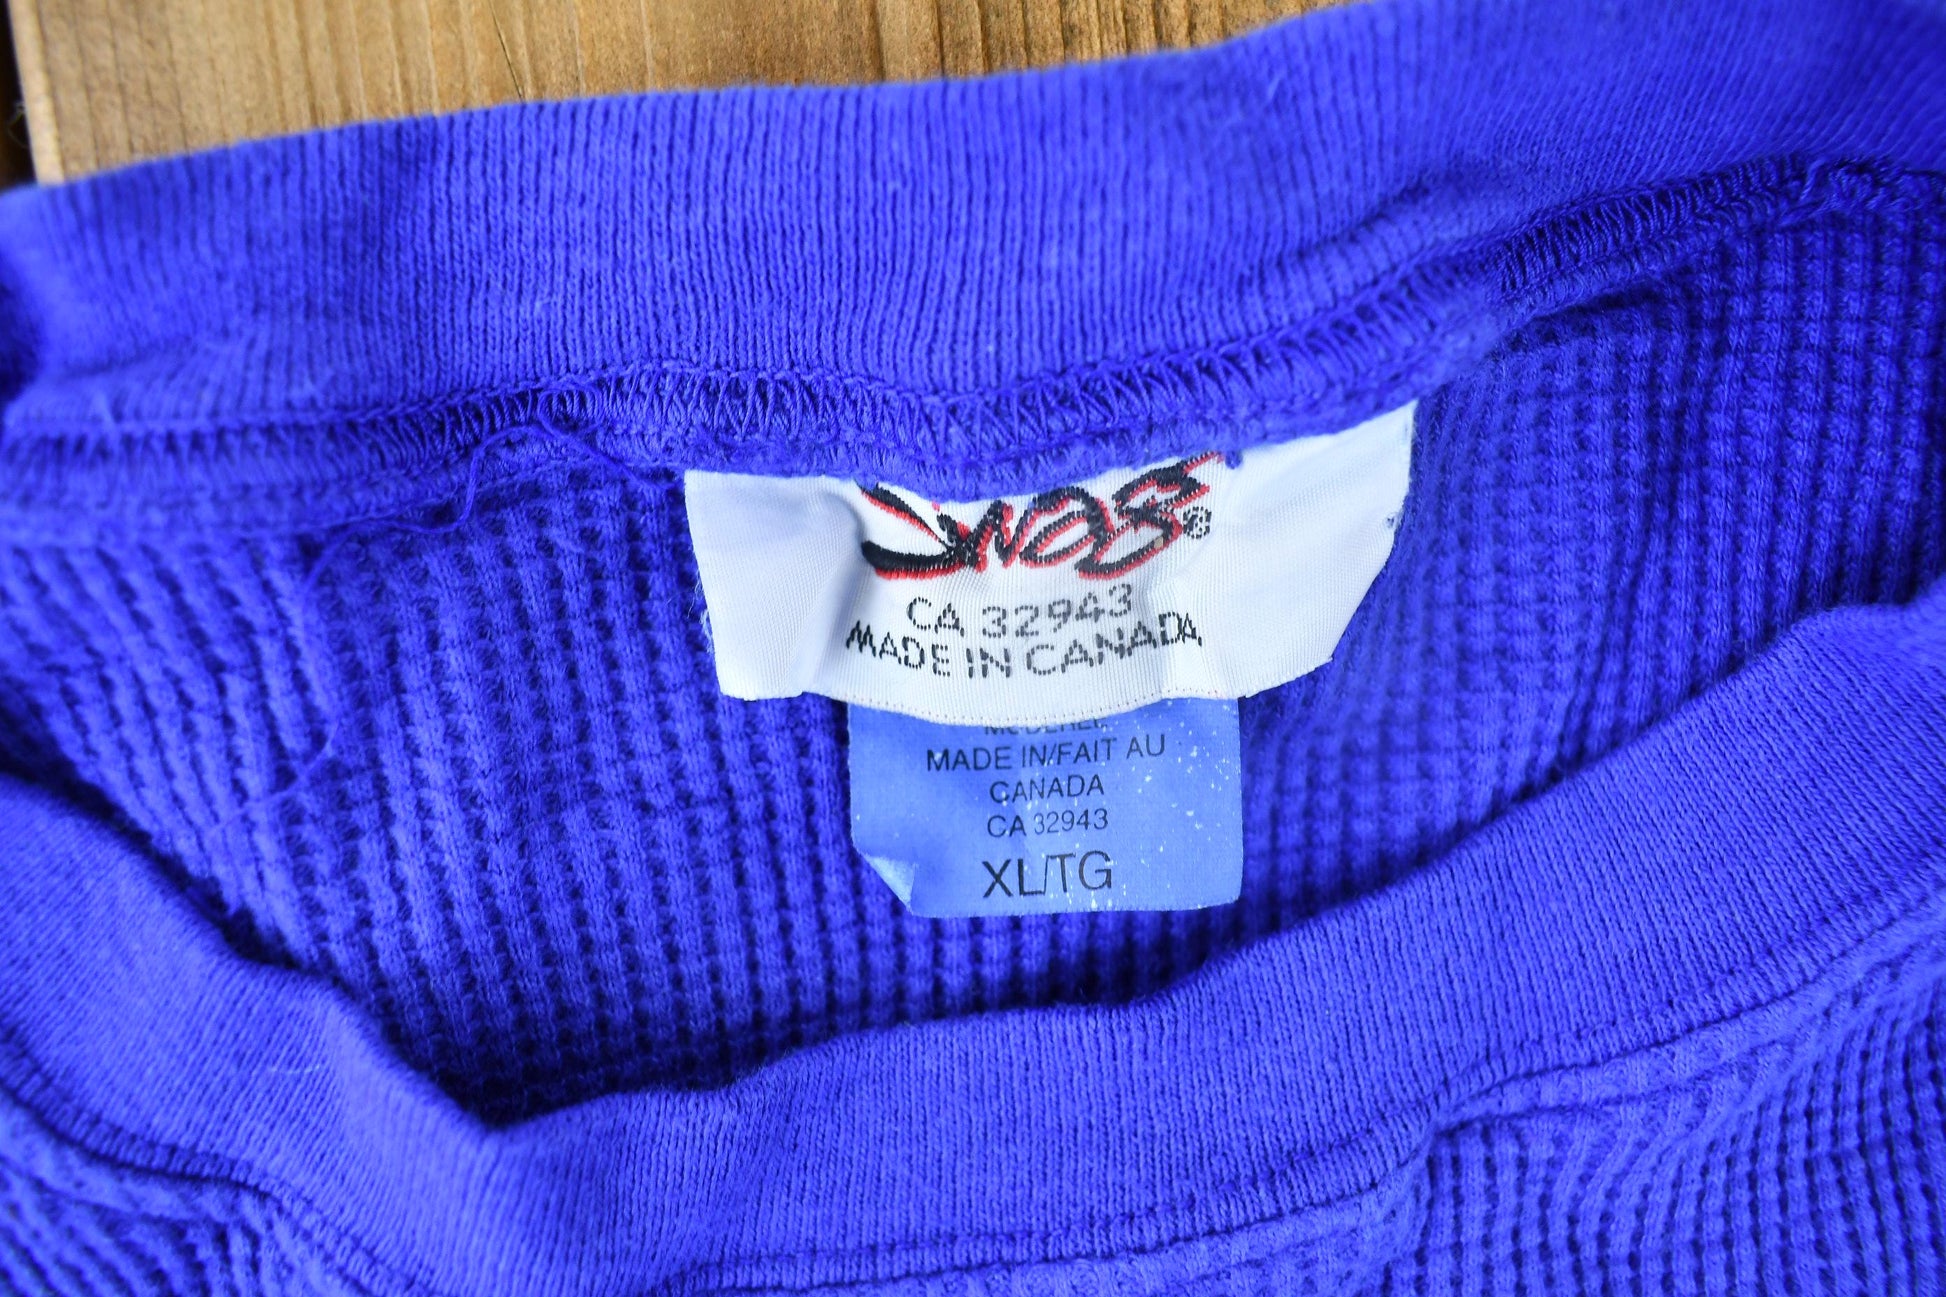 CA 32943
MADE IN CANADA
MADE IN/FAIT AU
CANADA
CA 32943
XL/TG